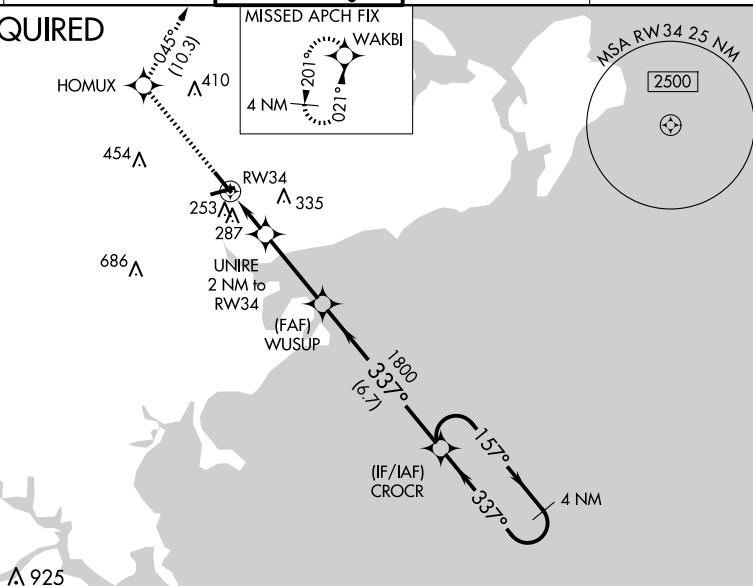 QUIRED
045°
(10.3)
HOMUX
410
MISSED APCH FIX
WAKBI
201°
021°
4 NM
MSA RW34 25 NM
2500
454
RW34
253
335
287
686
UNIRE
2 NM to
RW34
(FAF)
WUSUP
1800
337°
(6.7)
(IF/IAF)
CROCR
157°
337°
4 NM
925